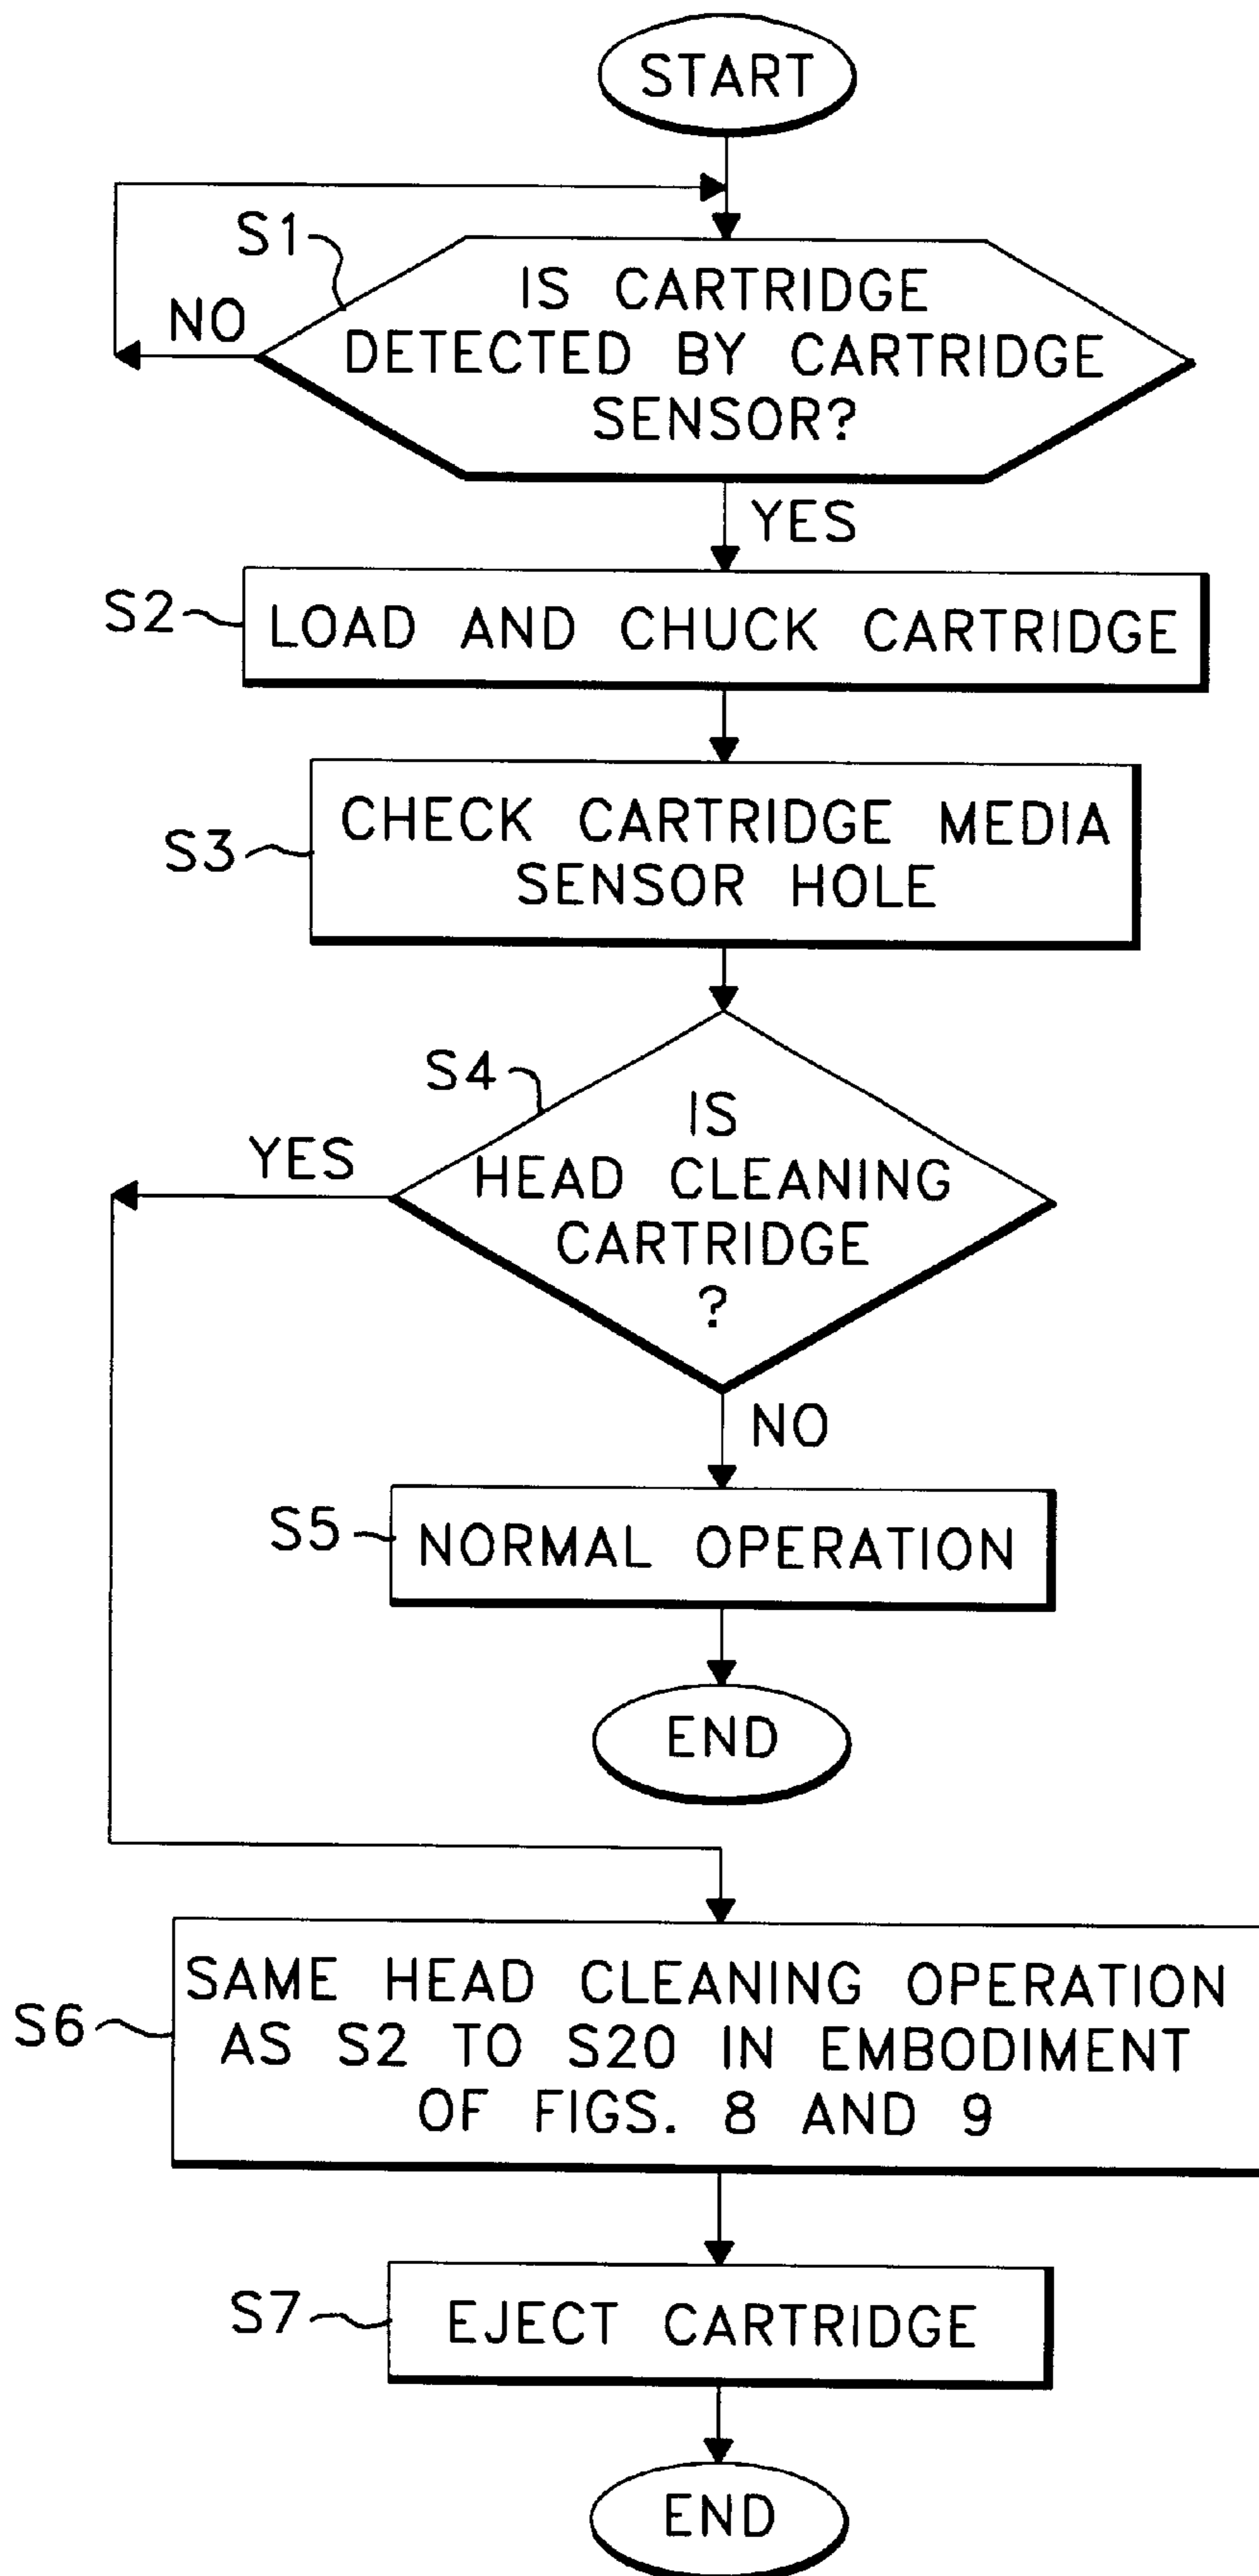 START
S1
NO
IS CARTRIDGE
DETECTED BY CARTRIDGE
SENSOR?
YES
S2
LOAD AND CHUCK CARTRIDGE
S3
CHECK CARTRIDGE MEDIA
SENSOR HOLE
S4
YES
IS
HEAD CLEANING
CARTRIDGE
?
NO
S5
NORMAL OPERATION
END
S6
SAME HEAD CLEANING OPERATION
AS S2 TO S20 IN EMBODIMENT
OF FIGS. 8 AND 9
S7
EJECT CARTRIDGE
END